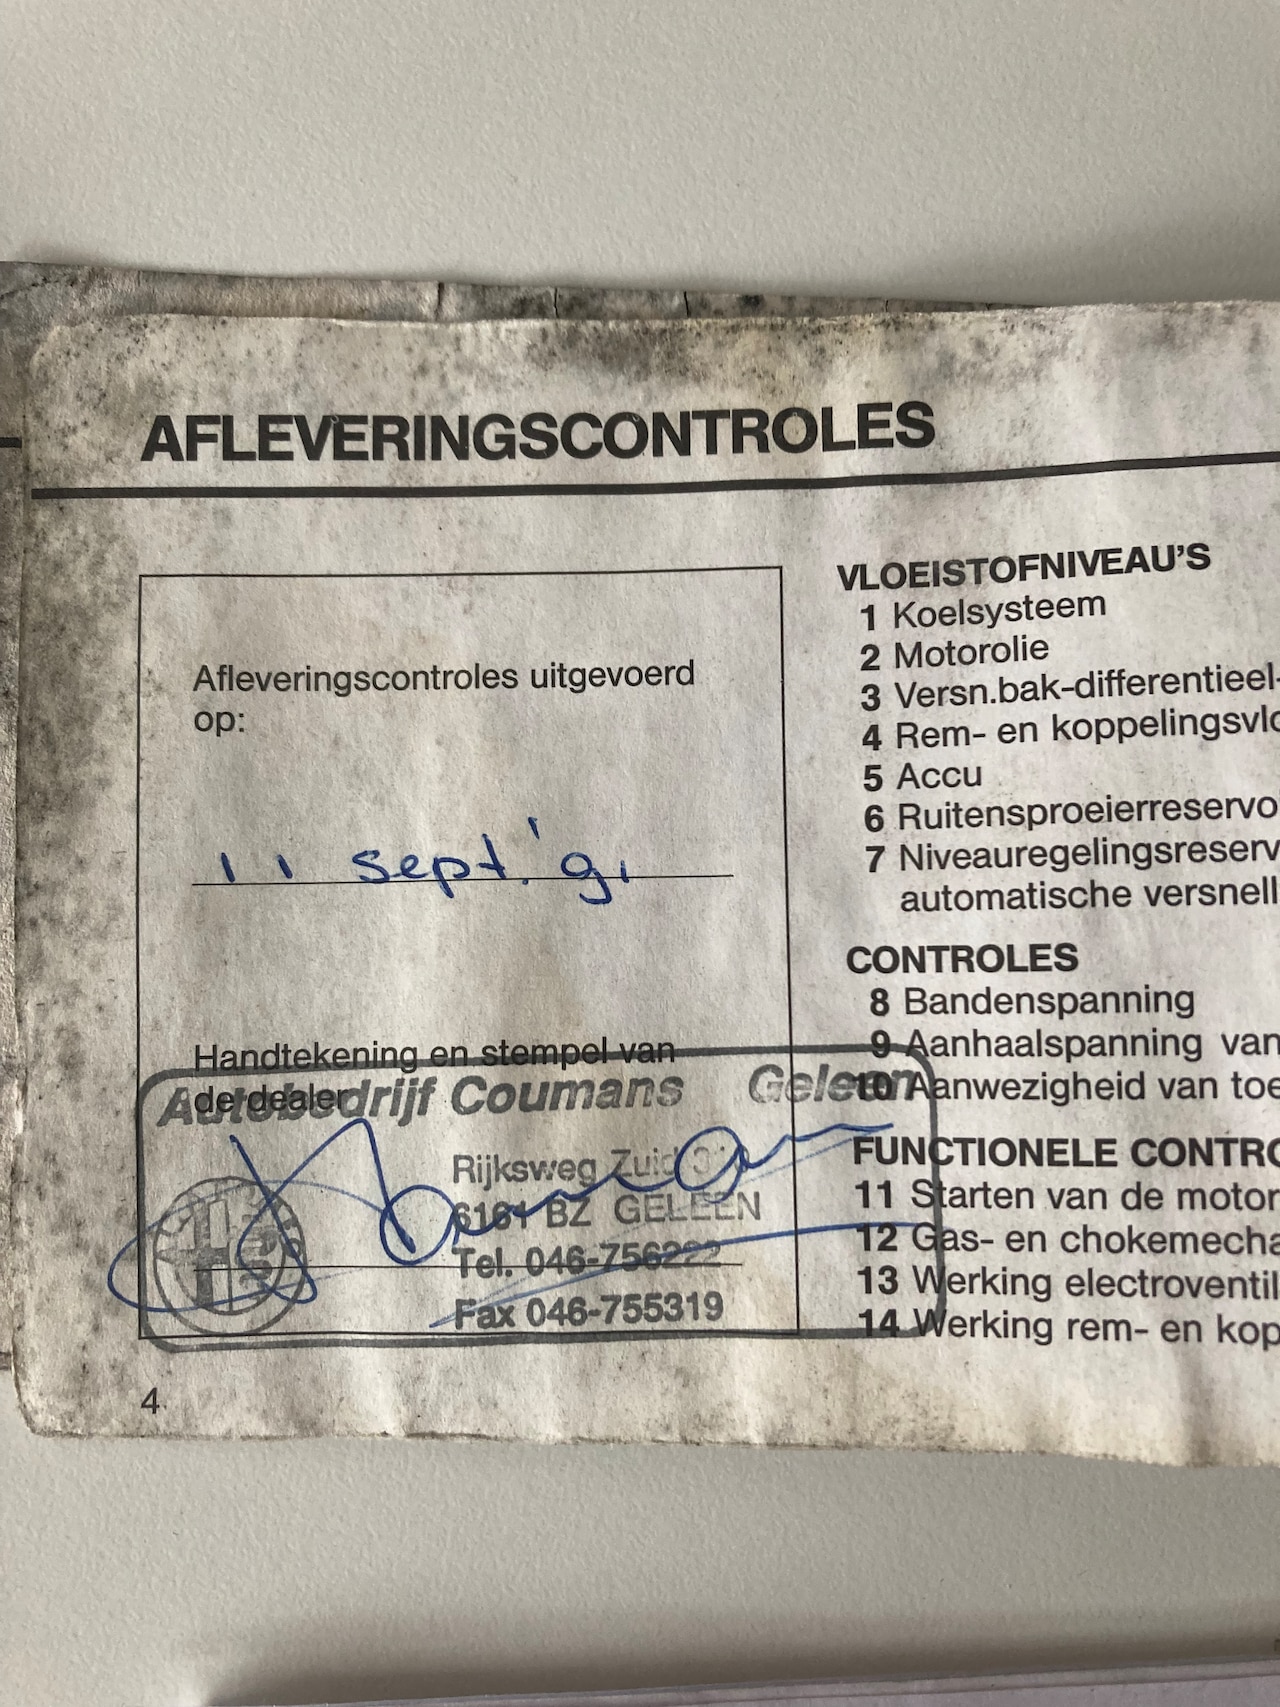 AFLEVERINGSCONTROLES
Afleveringscontroles uitgevoerd
op:
11 sept. '91
Handtekening en stempel van
de dealer
Autobedrijf Coumans Geleen
Rijksweg Zuid
6161 BZ GELEEN
Tel. 046-756222
Fax 046-755319
4
VLOEISTOFNIVEAU'S
1 Koelsysteem
2 Motorolie
3 Versn.bak-differentieel-
4 Rem- en koppelingsvlo
5 Accu
6 Ruitensproeierreservo
7 Niveauregelingsreserv
automatische versnell
CONTROLES
8 Bandenspanning
9 Aanhaalspanning van
10 Aanwezigheid van toe
FUNCTIONELE CONTRO
11 Starten van de motor
12 Gas- en chokemecha
13 Werking electroventil
14 Werking rem- en kop